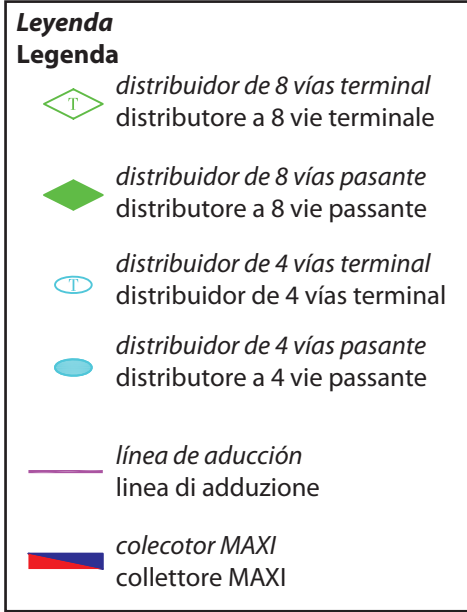 Leyenda
Legenda
T
distribuidor de 8 vías terminal
distributore a 8 vie terminale
distribuidor de 8 vías pasante
distributore a 8 vie passante
T
distribuidor de 4 vías terminal
distribuidor de 4 vías terminal
distribuidor de 4 vías pasante
distributore a 4 vie passante
línea de aducción
linea di adduzione
colecotor MAXI
collettore MAXI